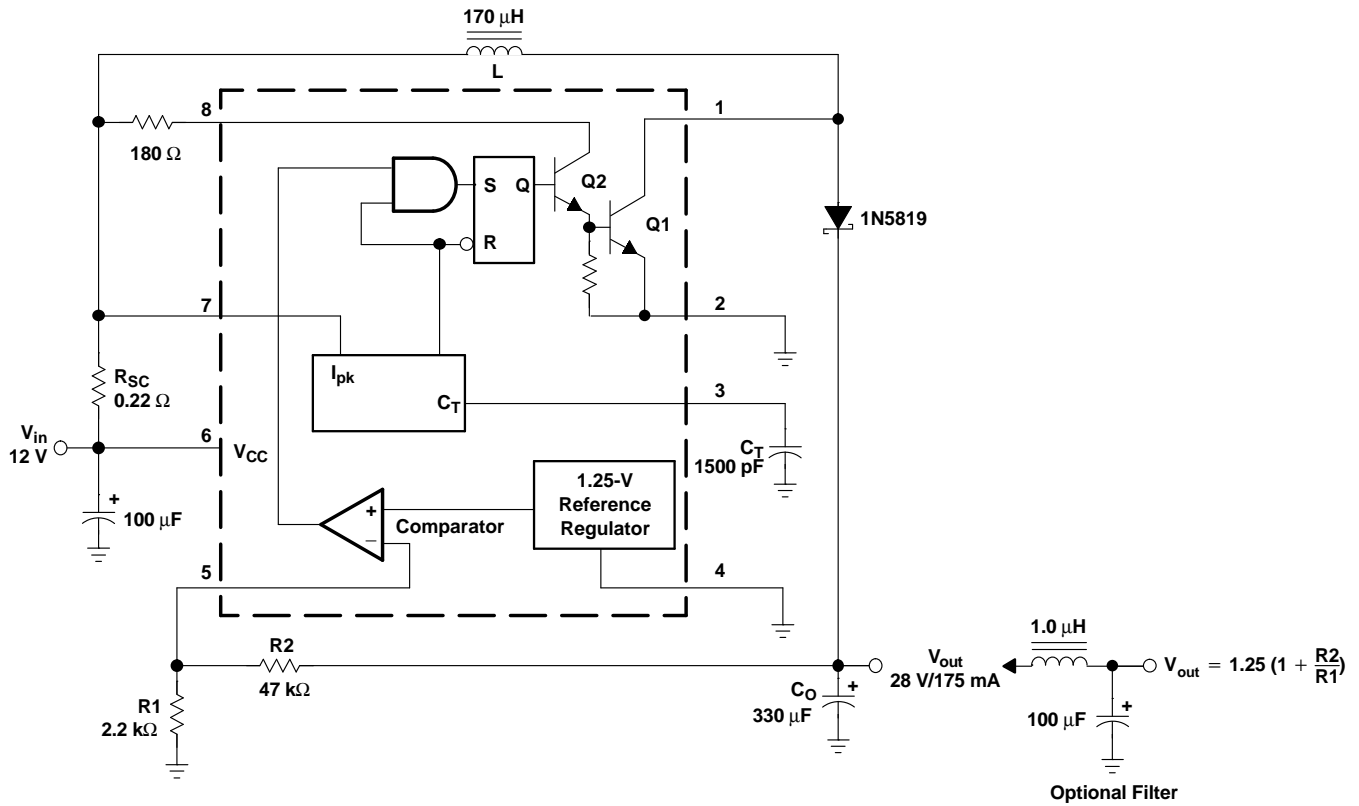 170 μH
L
8
1
180 Ω
S
Q
Q2
Q1
R
1N5819
7
2
Ipk
CT
RSC
0.22 Ω
3
Vin
12 V
6
VCC
CT
1500 pF
1.25-V
Reference
Regulator
+
−
Comparator
+
100 μF
5
4
R2
47 kΩ
R1
2.2 kΩ
Vout
28 V/175 mA
CO
330 μF
+
1.0 μH
Vout = 1.25 (1 + R2/R1)
100 μF
+
Optional Filter